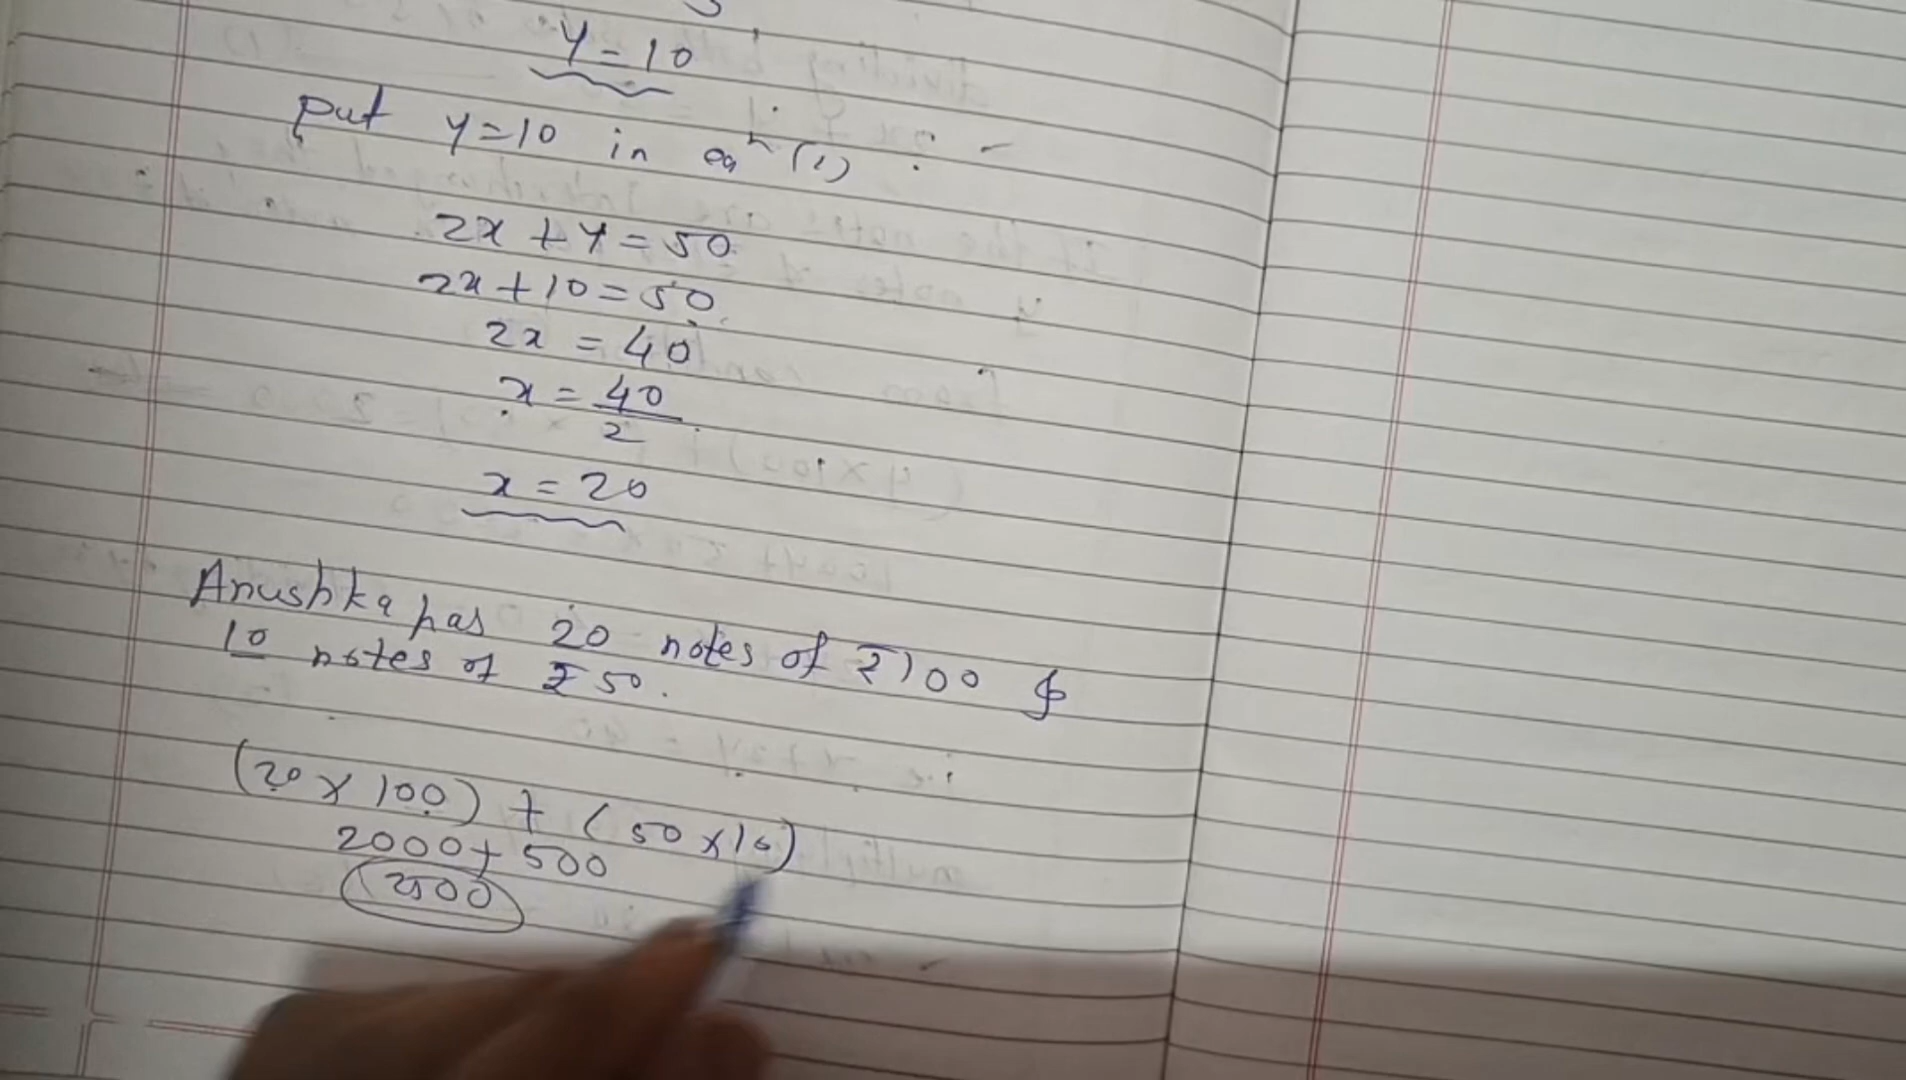 y = 10
put y = 10 in eqⁿ (1) :
2x + y = 50
2x + 10 = 50
2x = 40
x = 40/2
x = 20
Anushka has 20 notes of ₹100 &
10 notes of ₹50.
(20 × 100) + (50 × 10)
2000 + 500
2500